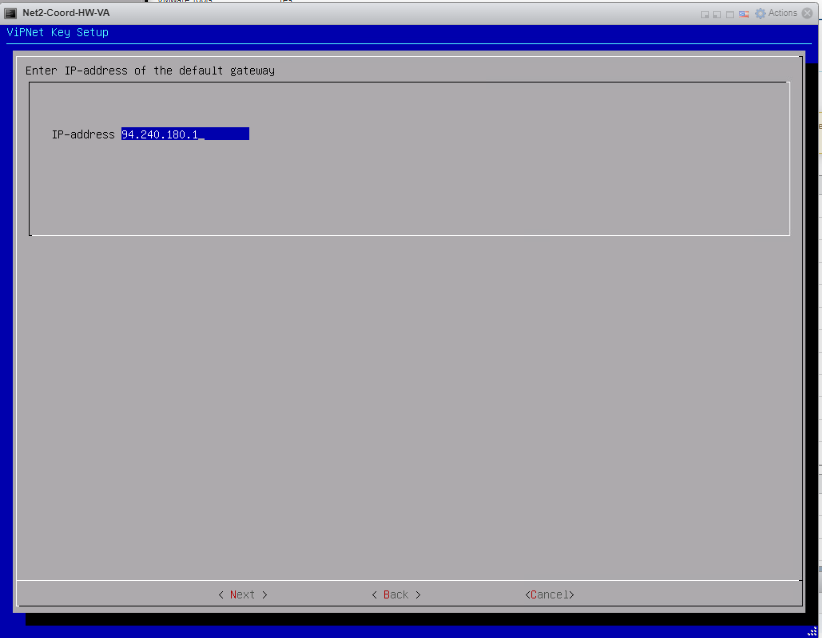 Net2-Coord-HW-VA Actions
ViPNet Key Setup
Enter IP-address of the default gateway
IP-address 94.240.180.1_
< Next > < Back > <Cancel>